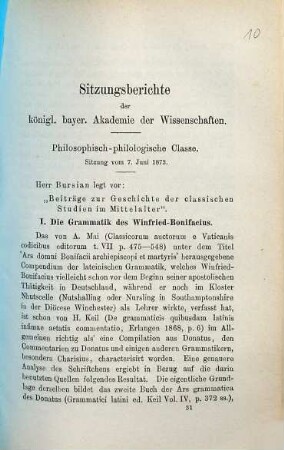 10
Sitzungsberichte
der
königl. bayer. Akademie der Wissenschaften.
Philosophisch-philologische Classe.
Sitzung vom 7. Juni 1873.
Herr Bursian legt vor:
„Beiträge zur Geschichte der classischen
Studien im Mittelalter“.
I. Die Grammatik des Winfried-Bonifacius.
Das von A. Mai (Classicorum auctorum e Vaticanis
codicibus editorum t. VII p. 475—548) unter dem Titel
'Ars domni Bonifacii archiepiscopi et martyris' herausgegebene
Compendium der lateinischen Grammatik, welches Winfried-
Bonifacius vielleicht schon vor dem Beginn seiner apostolischen
Thätigkeit in Deutschland, während er noch im Kloster
Nhutscelle (Nutshalling oder Nursling in Southamptonshire
in der Diöcese Winchester) als Lehrer wirkte, verfasst hat,
ist schon von H. Keil (De grammaticis quibusdam latinis
infimae aetatis commentatio, Erlangen 1868, p. 6) im All-
gemeinen richtig als' eine Compilation aus Donatus, den
Commentarien zu Donatus und einigen andern Grammatikern,
besonders Charisius, characterisirt worden. Eine genauere
Analyse des Schriftchens ergiebt in Bezug auf die darin
benutzten Quellen folgendes Resultat. Die eigentliche Grund-
lage derselben bildet das zweite Buch der Ars grammatica
des Donatus (Grammatici latini ed. Keil Vol. IV, p. 372 ss.),
31